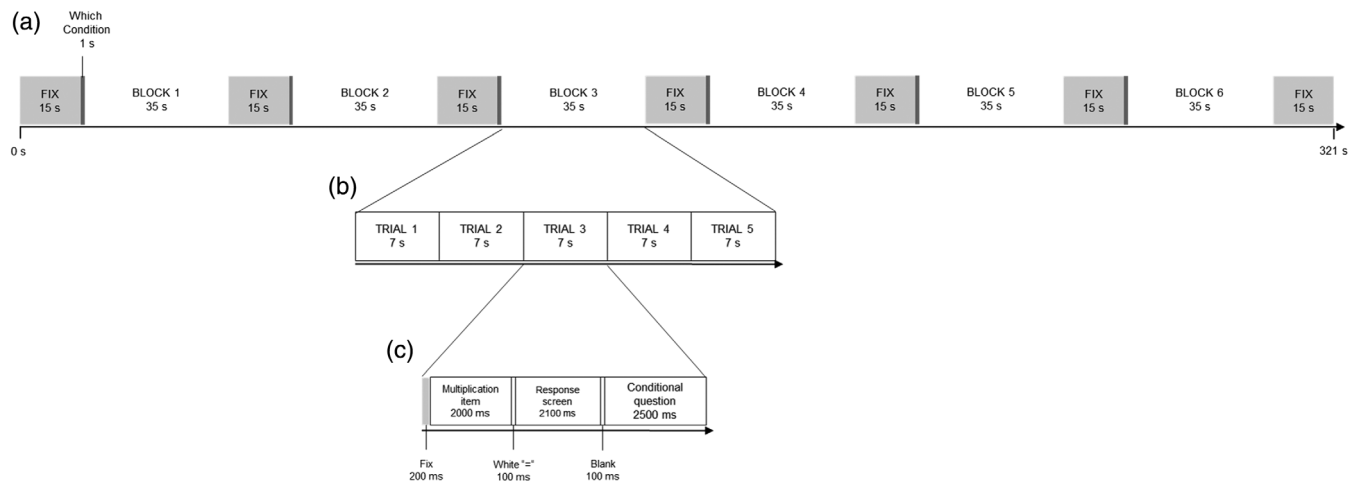 (a)
Which
Condition
1 s
FIX
15 s
BLOCK 1
35 s
FIX
15 s
BLOCK 2
35 s
FIX
15 s
BLOCK 3
35 s
FIX
15 s
BLOCK 4
35 s
FIX
15 s
BLOCK 5
35 s
FIX
15 s
BLOCK 6
35 s
FIX
15 s
0 s
321 s
(b)
TRIAL 1
7 s
TRIAL 2
7 s
TRIAL 3
7 s
TRIAL 4
7 s
TRIAL 5
7 s
(c)
Multiplication
item
2000 ms
Response
screen
2100 ms
Conditional
question
2500 ms
Fix
200 ms
White "="
100 ms
Blank
100 ms